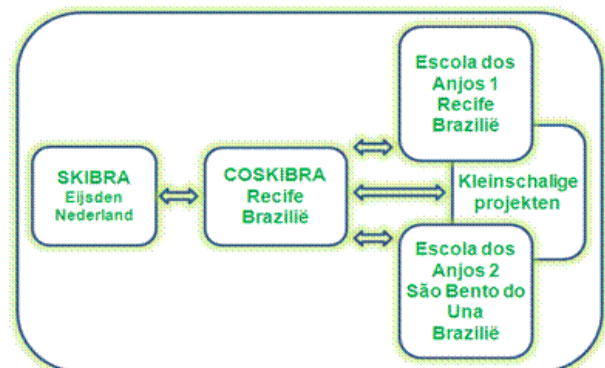 SKIBRA
Eijsden
Nederland
COSKIBRA
Recife
Brazilië
Escola dos
Anjos 1
Recife
Brazilië
Kleinschalige
projekten
Escola dos
Anjos 2
São Bento do
Una
Brazilië